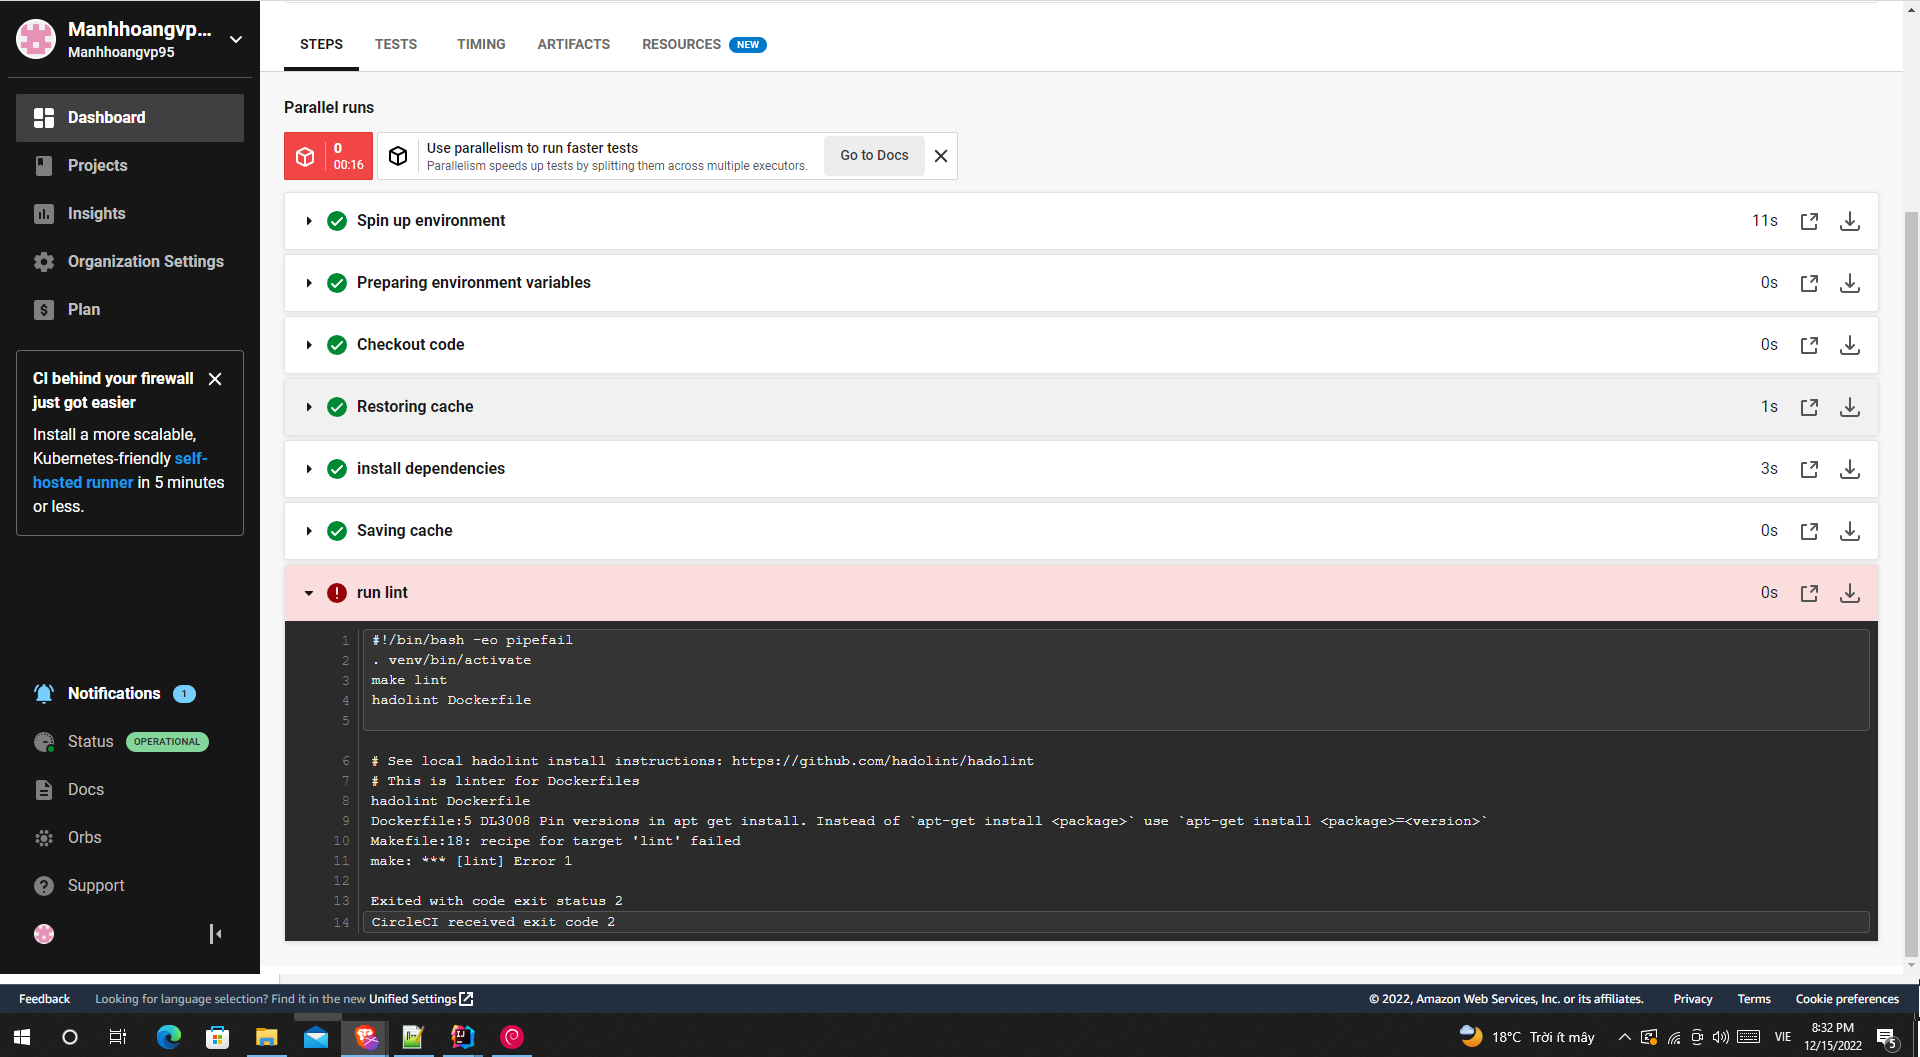 Manhhoangvp...
Manhhoangvp95
Dashboard
Projects
Insights
Organization Settings
Plan
CI behind your firewall
just got easier
Install a more scalable,
Kubernetes-friendly self-
hosted runner in 5 minutes
or less.
Notifications 1
Status OPERATIONAL
Docs
Orbs
Support
STEPS TESTS TIMING ARTIFACTS RESOURCES NEW
Parallel runs
0
00:16
Use parallelism to run faster tests
Parallelism speeds up tests by splitting them across multiple executors.
Go to Docs
Spin up environment 11s
Preparing environment variables 0s
Checkout code 0s
Restoring cache 1s
install dependencies 3s
Saving cache 0s
run lint 0s
1 #!/bin/bash -eo pipefail
2 . venv/bin/activate
3 make lint
4 hadolint Dockerfile
5
6 # See local hadolint install instructions: https://github.com/hadolint/hadolint
7 # This is linter for Dockerfiles
8 hadolint Dockerfile
9 Dockerfile:5 DL3008 Pin versions in apt get install. Instead of `apt-get install <package>` use `apt-get install <package>=<version>`
10 Makefile:18: recipe for target 'lint' failed
11 make: *** [lint] Error 1
12
13 Exited with code exit status 2
14 CircleCI received exit code 2
Feedback Looking for language selection? Find it in the new Unified Settings © 2022, Amazon Web Services, Inc. or its affiliates. Privacy Terms Cookie preferences
18°C Trời ít mây VIE 8:32 PM
12/15/2022 5